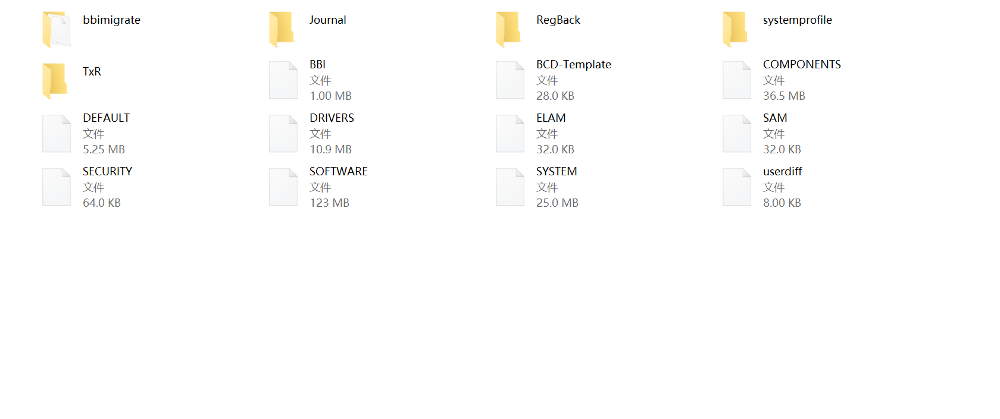 bbimigrate
Journal
RegBack
systemprofile
TxR
BBI
文件
1.00 MB
BCD-Template
文件
28.0 KB
COMPONENTS
文件
36.5 MB
DEFAULT
文件
5.25 MB
DRIVERS
文件
10.9 MB
ELAM
文件
32.0 KB
SAM
文件
32.0 KB
SECURITY
文件
64.0 KB
SOFTWARE
文件
123 MB
SYSTEM
文件
25.0 MB
userdiff
文件
8.00 KB